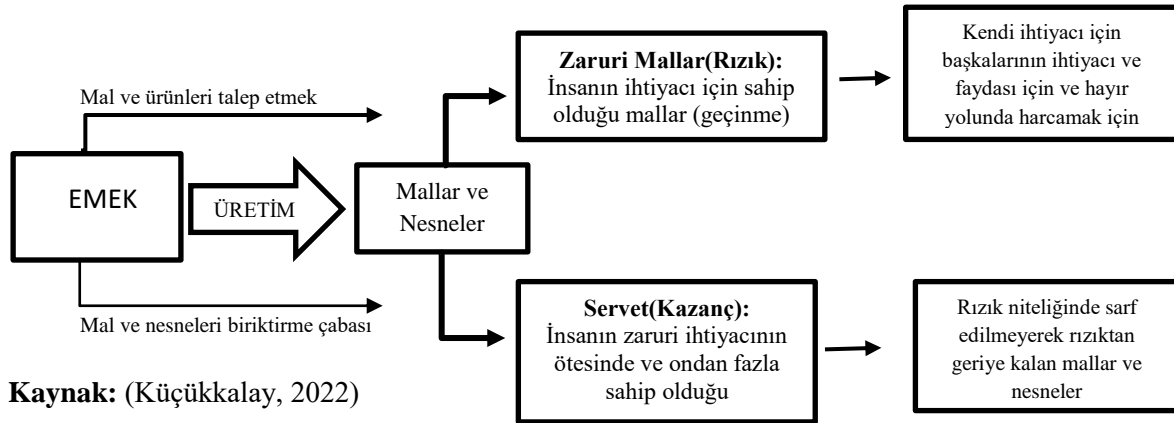 Mal ve ürünleri talep etmek
EMEK
ÜRETİM
Mal ve nesneleri biriktirme çabası
Mallar ve
Nesneler
Zaruri Mallar(Rızık):
İnsanın ihtiyacı için sahip
olduğu mallar (geçinme)
Kendi ihtiyacı için
başkalarının ihtiyacı ve
faydası için ve hayır
yolunda harcamak için
Servet(Kazanç):
İnsanın zaruri ihtiyacının
ötesinde ve ondan fazla
sahip olduğu
Rızık niteliğinde sarf
edilmeyerek rızıktan
geriye kalan mallar ve
nesneler
Kaynak: (Küçükkalay, 2022)